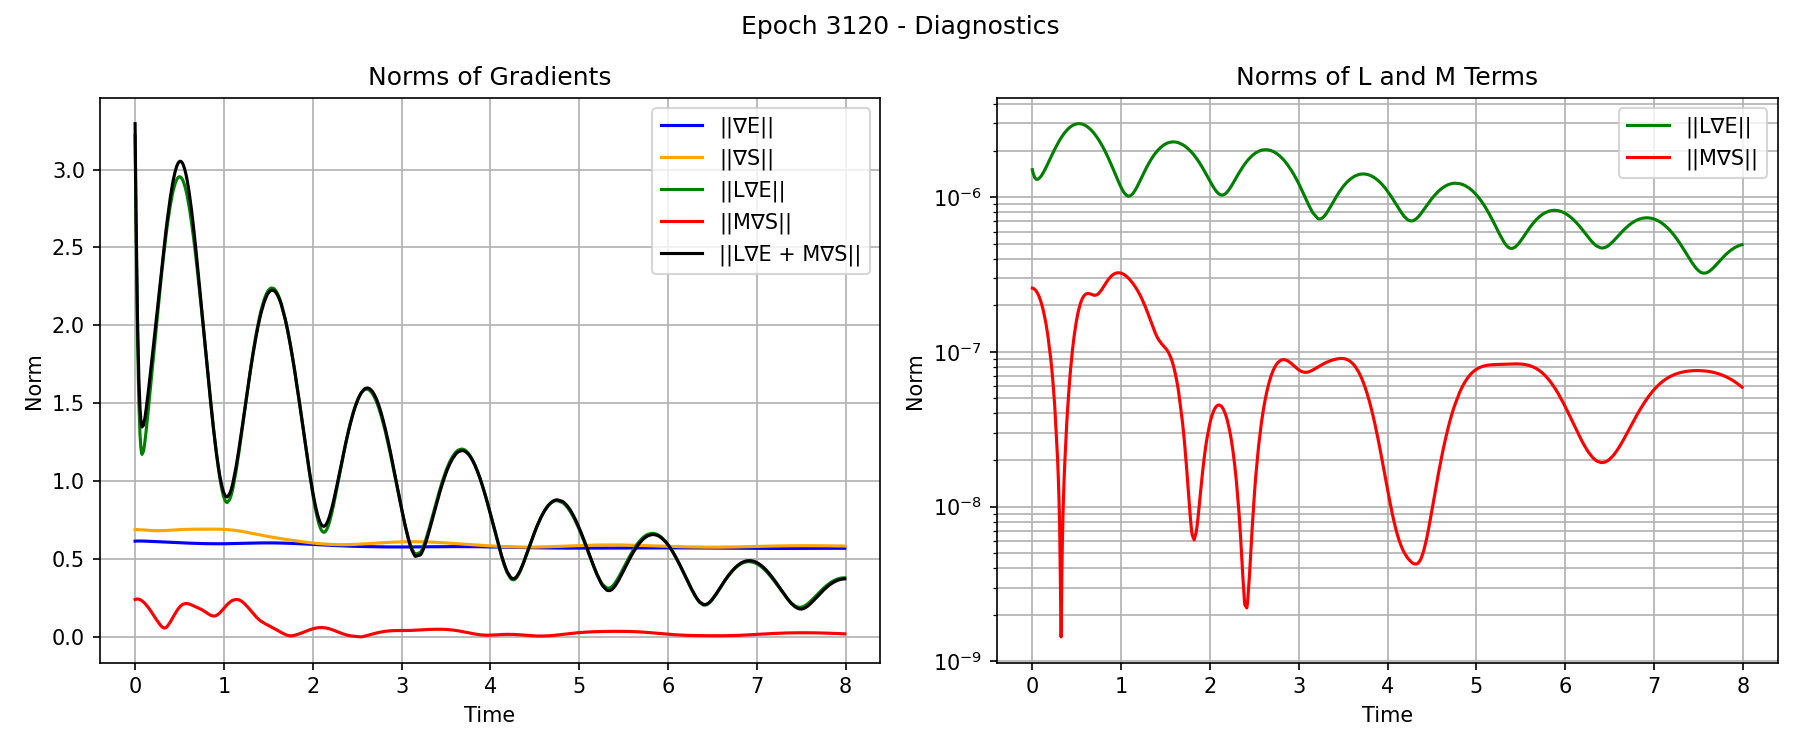 Epoch 3120 - Diagnostics
Norms of Gradients
Norm
3.0
2.5
2.0
1.5
1.0
0.5
0.0
0 1 2 3 4 5 6 7 8
Time
||∇E||
||∇S||
||L∇E||
||M∇S||
||L∇E + M∇S||
Norms of L and M Terms
Norm
10⁻⁶
10⁻⁷
10⁻⁸
10⁻⁹
0 1 2 3 4 5 6 7 8
Time
||L∇E||
||M∇S||